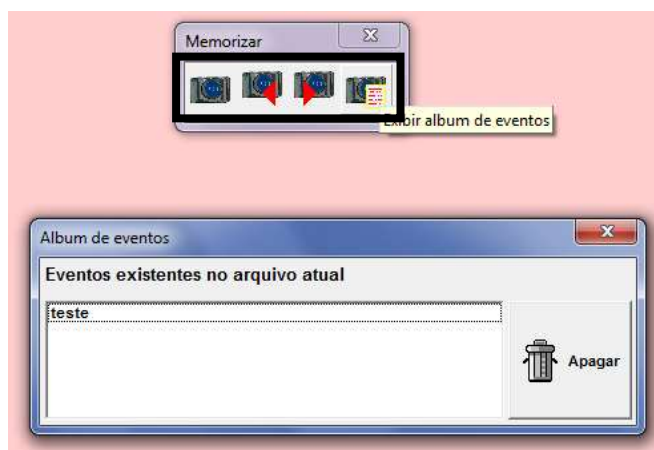 Memorizar
Exibir album de eventos
Album de eventos
Eventos existentes no arquivo atual
teste
Apagar